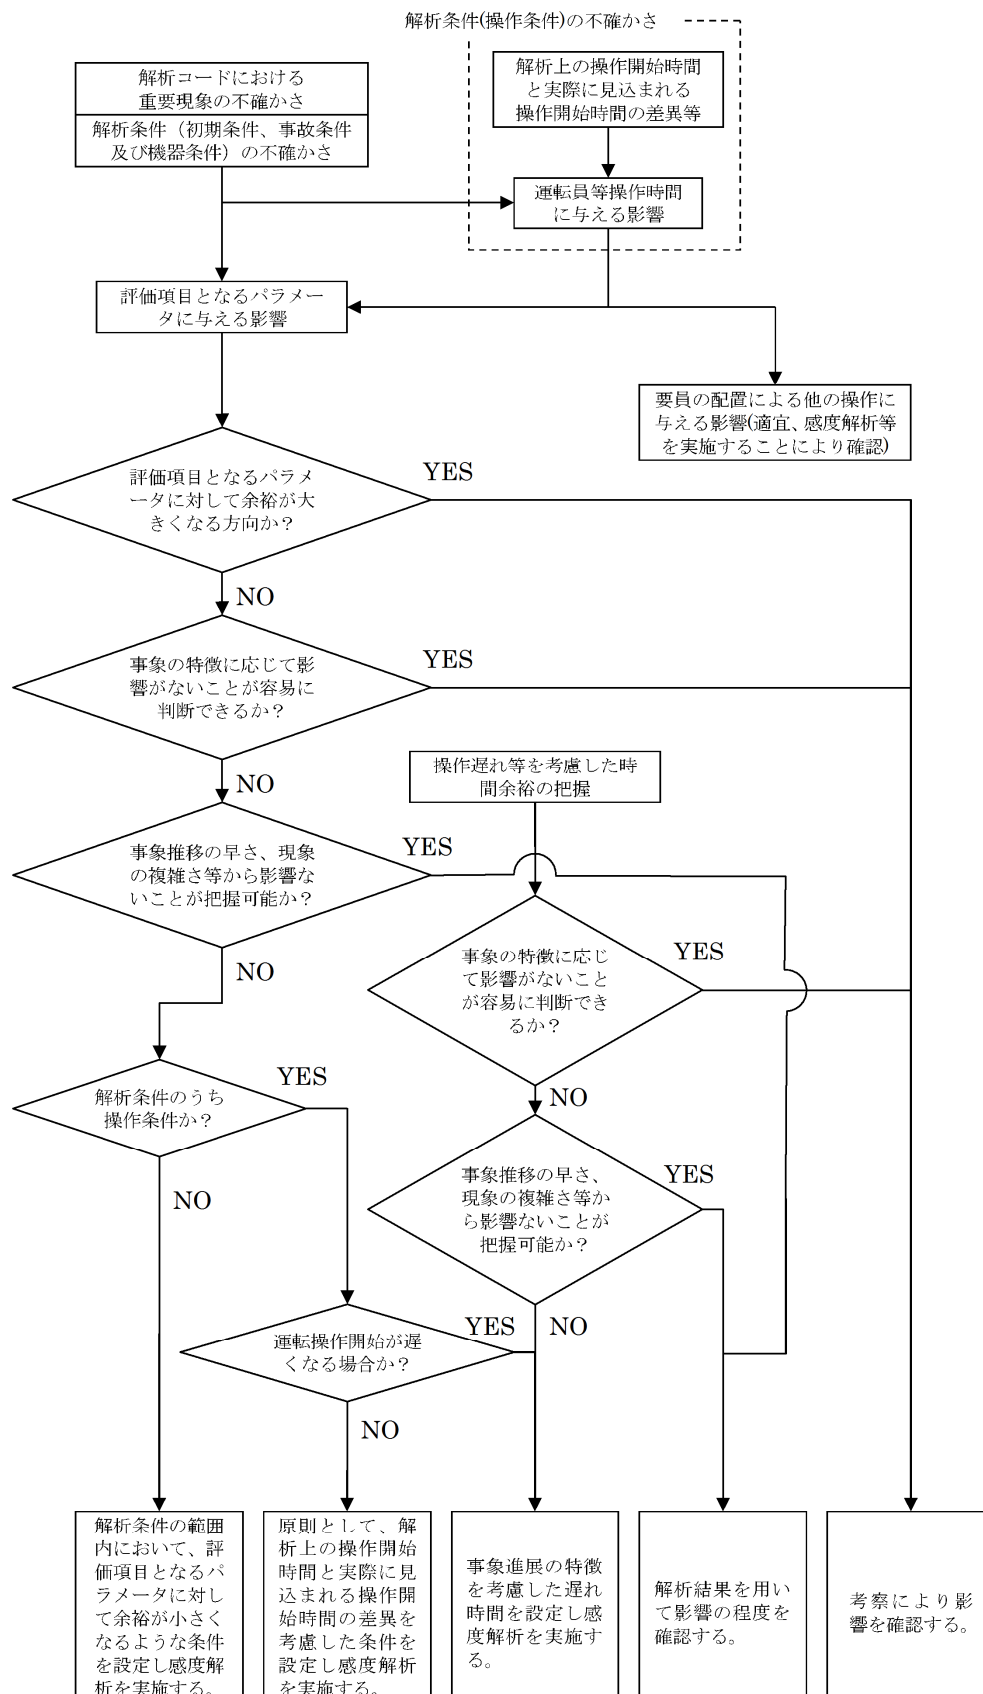 解析条件(操作条件)の不確かさ
解析コードにおける
重要現象の不確かさ
解析条件（初期条件、事故条件
及び機器条件）の不確かさ
解析上の操作開始時間
と実際に見込まれる
操作開始時間の差異等
運転員等操作時間
に与える影響
評価項目となるパラメー
タに与える影響
要員の配置による他の操作に
与える影響(適宜、感度解析等
を実施することにより確認)
評価項目となるパラメ
ータに対して余裕が大
きくなる方向か？
YES
NO
事象の特徴に応じて影
響がないことが容易に
判断できるか？
YES
NO
操作遅れ等を考慮した時
間余裕の把握
事象推移の早さ、現象
の複雑さ等から影響な
いことが把握可能か？
YES
NO
事象の特徴に応じ
て影響がないこと
が容易に判断でき
るか？
YES
NO
解析条件のうち
操作条件か？
YES
NO
事象推移の早さ、
現象の複雑さ等か
ら影響ないことが
把握可能か？
YES
NO
運転操作開始が遅
くなる場合か？
YES
NO
解析条件の範囲
内において、評
価項目となるパ
ラメータに対し
て余裕が小さく
なるような条件
を設定し感度解
析を実施する。
原則として、解
析上の操作開始
時間と実際に見
込まれる操作開
始時間の差異を
考慮した条件を
設定し感度解析
を実施する。
事象進展の特徴
を考慮した遅れ
時間を設定し感
度解析を実施す
る。
解析結果を用い
て影響の程度を
確認する。
考察により影
響を確認する。